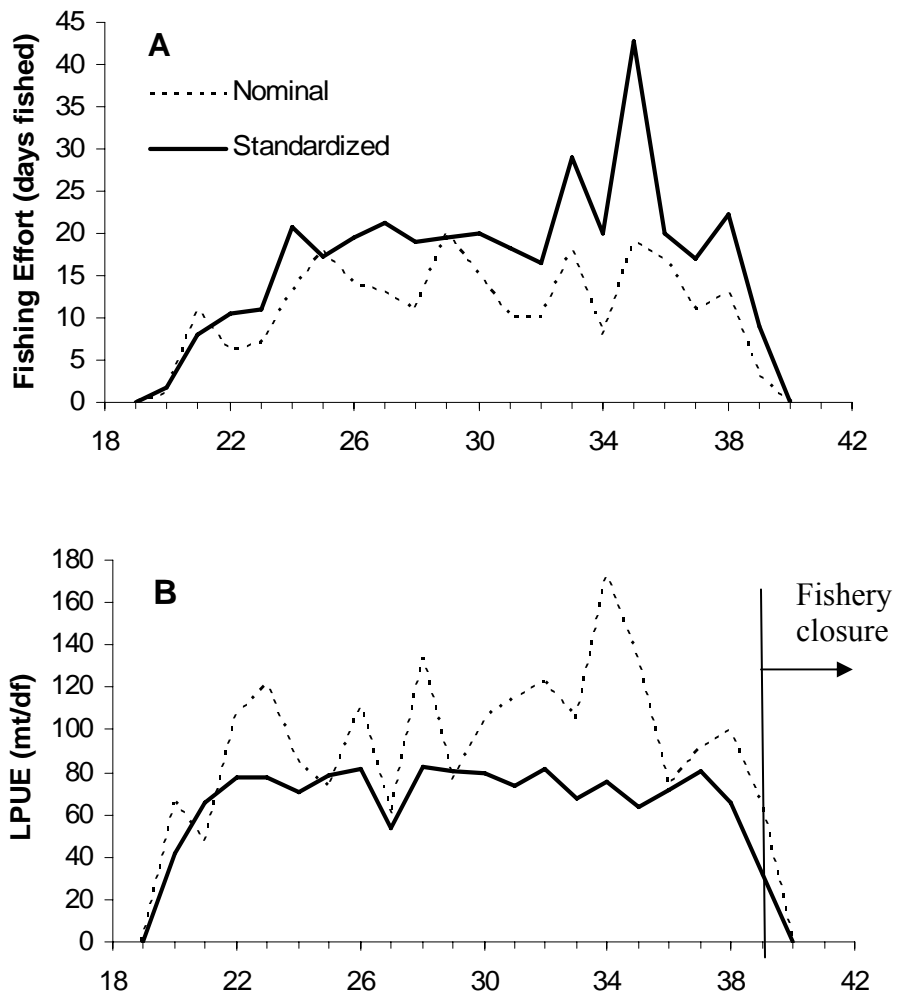 Fishing Effort (days fished)
45
40
35
30
25
20
15
10
5
0
A
Nominal
Standardized
18 22 26 30 34 38 42
LPUE (mt/df)
180
160
140
120
100
80
60
40
20
0
B
Fishery
closure
18 22 26 30 34 38 42